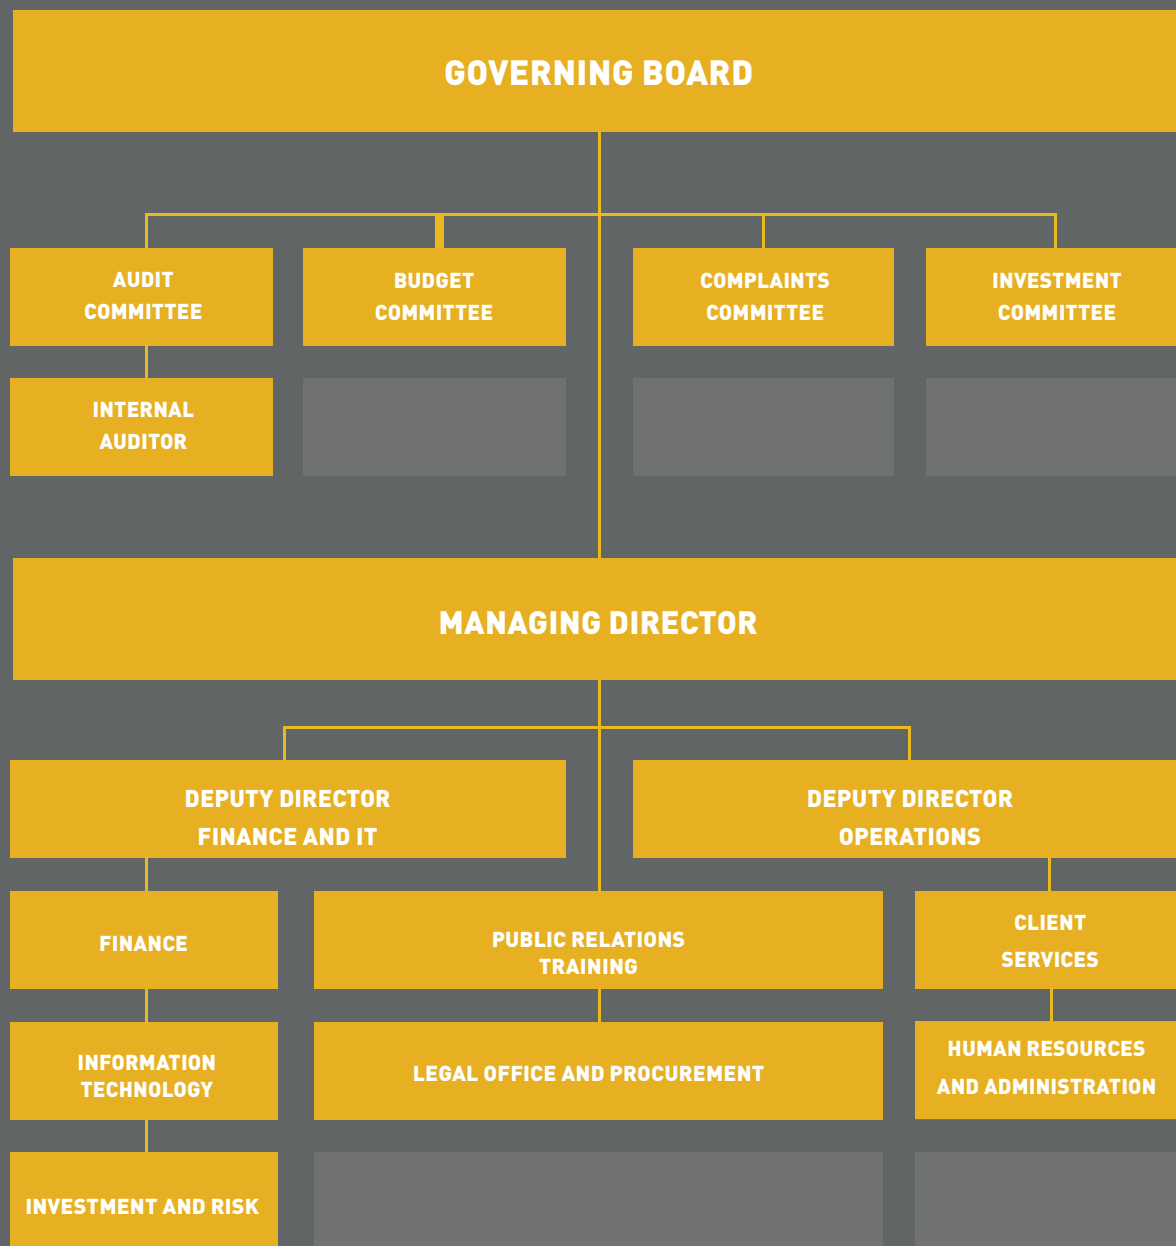 GOVERNING BOARD
AUDIT
COMMITTEE
BUDGET
COMMITTEE
COMPLAINTS
COMMITTEE
INVESTMENT
COMMITTEE
INTERNAL
AUDITOR
MANAGING DIRECTOR
DEPUTY DIRECTOR
FINANCE AND IT
DEPUTY DIRECTOR
OPERATIONS
FINANCE
PUBLIC RELATIONS
TRAINING
CLIENT
SERVICES
INFORMATION
TECHNOLOGY
LEGAL OFFICE AND PROCUREMENT
HUMAN RESOURCES
AND ADMINISTRATION
INVESTMENT AND RISK